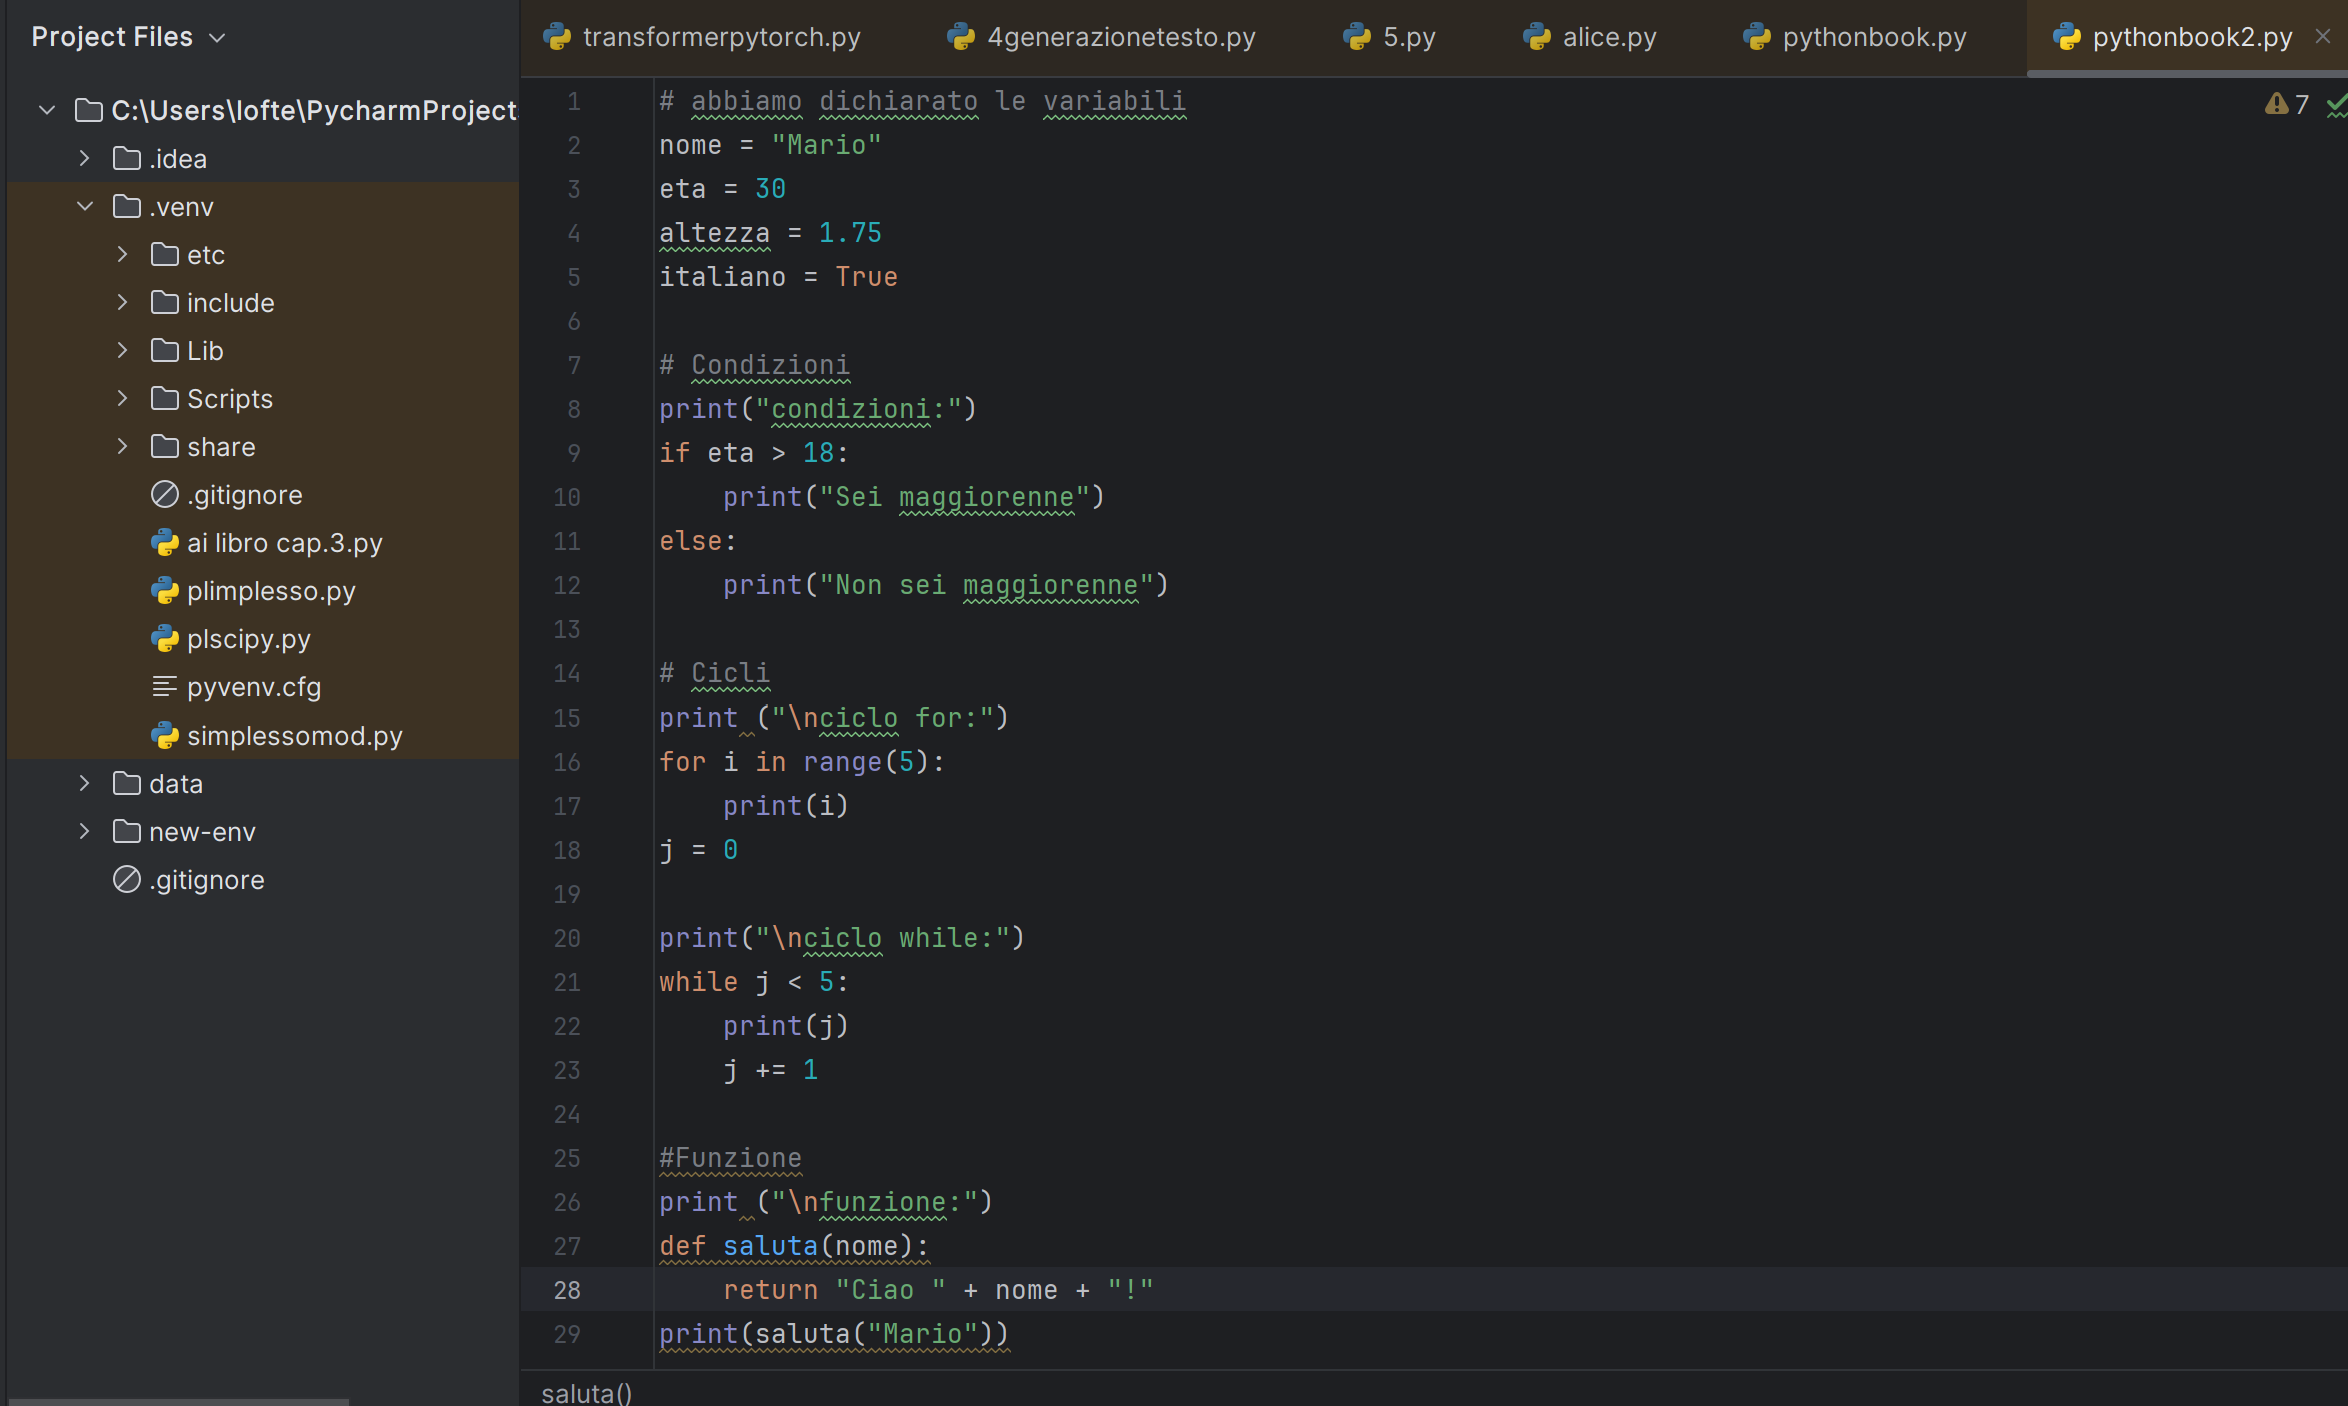 Project Files
C:\Users\lofte\PycharmProject
.idea
.venv
etc
include
Lib
Scripts
share
.gitignore
ai libro cap.3.py
plimplesso.py
plscipy.py
pyvenv.cfg
simplessomod.py
data
new-env
.gitignore
transformerpytorch.py 4generazionetesto.py 5.py alice.py pythonbook.py pythonbook2.py
7
1 # abbiamo dichiarato le variabili
2 nome = "Mario"
3 eta = 30
4 altezza = 1.75
5 italiano = True
6
7 # Condizioni
8 print("condizioni:")
9 if eta > 18:
10     print("Sei maggiorenne")
11 else:
12     print("Non sei maggiorenne")
13
14 # Cicli
15 print ("\nciclo for:")
16 for i in range(5):
17     print(i)
18 j = 0
19
20 print("\nciclo while:")
21 while j < 5:
22     print(j)
23     j += 1
24
25 #Funzione
26 print ("\nfunzione:")
27 def saluta(nome):
28     return "Ciao " + nome + "!"
29 print(saluta("Mario"))
saluta()